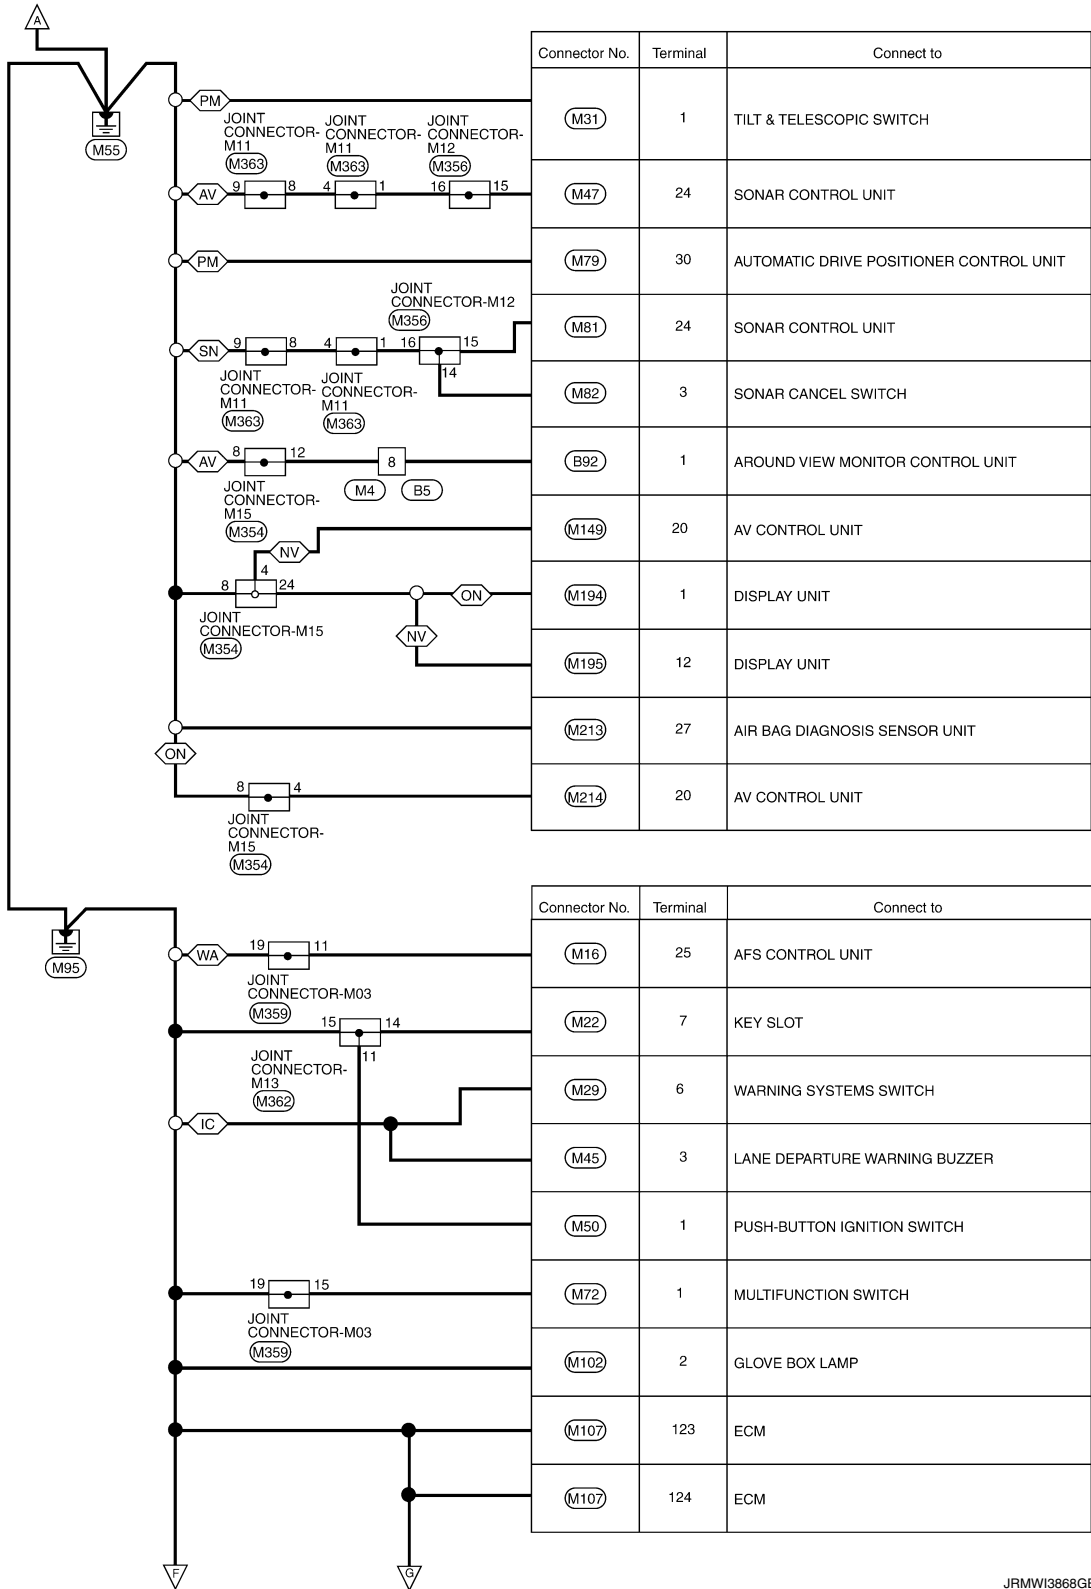 A
M55
Connector No. Terminal Connect to
PM
M31 1 TILT & TELESCOPIC SWITCH
JOINT
CONNECTOR-
M11
M363
JOINT
CONNECTOR-
M11
M363
JOINT
CONNECTOR-
M12
M356
AV 9 8 4 1 16 15
M47 24 SONAR CONTROL UNIT
PM
M79 30 AUTOMATIC DRIVE POSITIONER CONTROL UNIT
JOINT
CONNECTOR-M12
M356
M81 24 SONAR CONTROL UNIT
SN 9 8 4 1 16 15
14
JOINT
CONNECTOR-
M11
M363
JOINT
CONNECTOR-
M11
M363
M82 3 SONAR CANCEL SWITCH
AV 8 12 8
M4 B5
B92 1 AROUND VIEW MONITOR CONTROL UNIT
JOINT
CONNECTOR-
M15
M354
M149 20 AV CONTROL UNIT
NV
4
8 24 ON
M194 1 DISPLAY UNIT
JOINT
CONNECTOR-M15
M354
NV
M195 12 DISPLAY UNIT
M213 27 AIR BAG DIAGNOSIS SENSOR UNIT
ON
8 4
M214 20 AV CONTROL UNIT
JOINT
CONNECTOR-
M15
M354
M95
Connector No. Terminal Connect to
WA 19 11
M16 25 AFS CONTROL UNIT
JOINT
CONNECTOR-M03
M359
15 14
11
M22 7 KEY SLOT
JOINT
CONNECTOR-
M13
M362
M29 6 WARNING SYSTEMS SWITCH
IC
M45 3 LANE DEPARTURE WARNING BUZZER
M50 1 PUSH-BUTTON IGNITION SWITCH
19 15
M72 1 MULTIFUNCTION SWITCH
JOINT
CONNECTOR-M03
M359
M102 2 GLOVE BOX LAMP
M107 123 ECM
M107 124 ECM
F
G